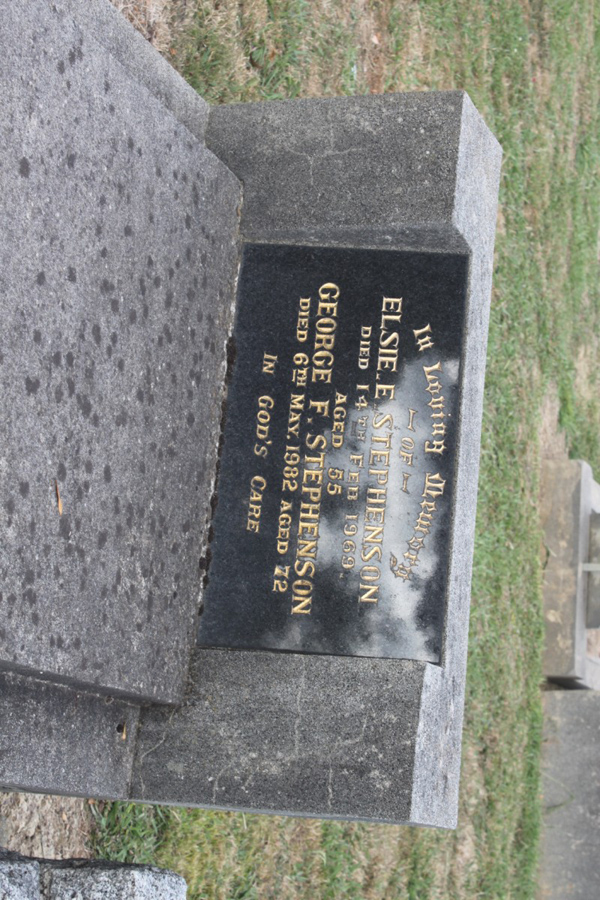 In Loving Memory
— OF —
ELSIE E. STEPHENSON
DIED 14TH FEB 1969.
AGED 55
GEORGE F. STEPHENSON
DIED 6TH MAY, 1982 AGED 72
IN GOD'S CARE